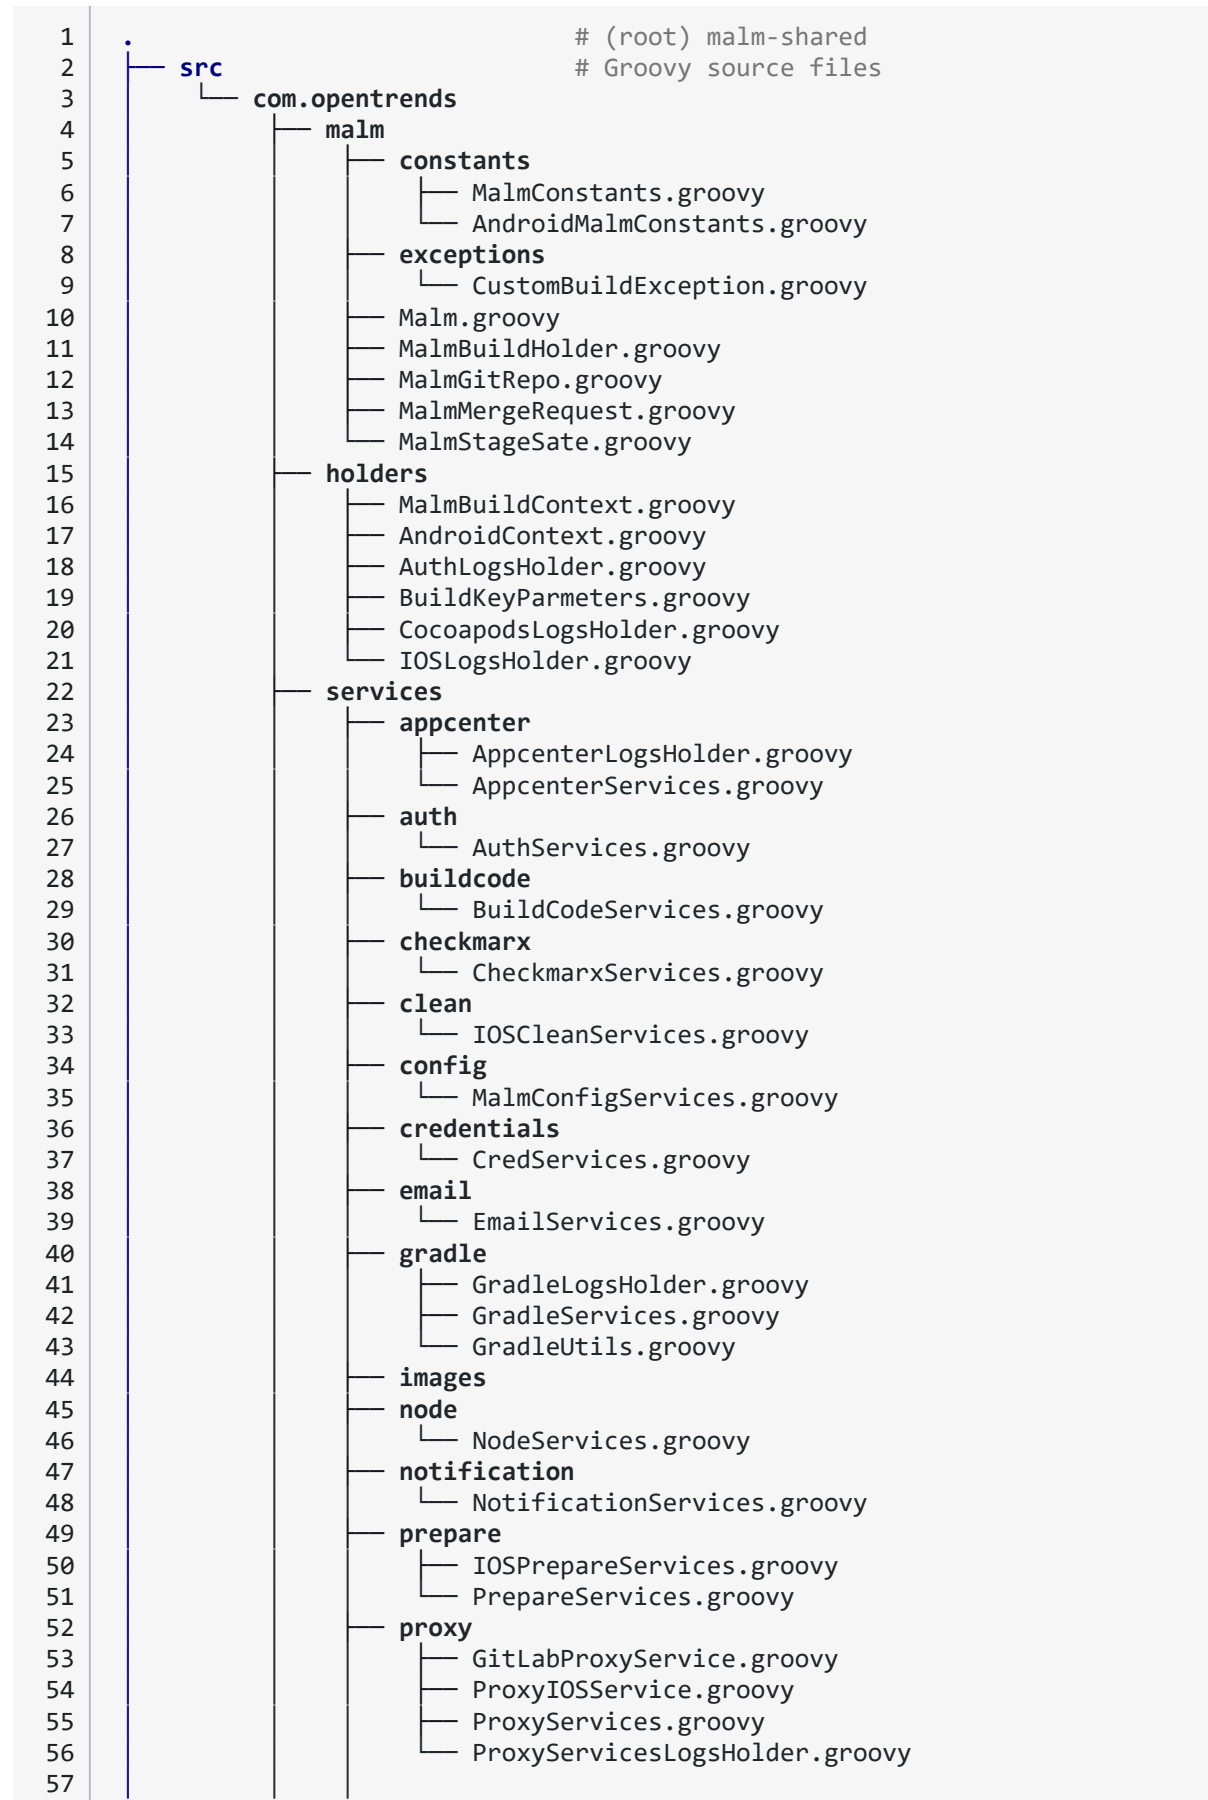 1 . # (root) malm-shared
2 ├── src # Groovy source files
3 │ └── com.opentrends
4 │ ├── malm
5 │ │ ├── constants
6 │ │ │ ├── MalmConstants.groovy
7 │ │ │ └── AndroidMalmConstants.groovy
8 │ │ ├── exceptions
9 │ │ │ └── CustomBuildException.groovy
10 │ │ ├── Malm.groovy
11 │ │ ├── MalmBuildHolder.groovy
12 │ │ ├── MalmGitRepo.groovy
13 │ │ ├── MalmMergeRequest.groovy
14 │ │ └── MalmStageSate.groovy
15 │ ├── holders
16 │ │ ├── MalmBuildContext.groovy
17 │ │ ├── AndroidContext.groovy
18 │ │ ├── AuthLogsHolder.groovy
19 │ │ ├── BuildKeyParmeters.groovy
20 │ │ ├── CocoapodsLogsHolder.groovy
21 │ │ └── IOSLogsHolder.groovy
22 │ ├── services
23 │ │ ├── appcenter
24 │ │ │ ├── AppcenterLogsHolder.groovy
25 │ │ │ └── AppcenterServices.groovy
26 │ │ ├── auth
27 │ │ │ └── AuthServices.groovy
28 │ │ ├── buildcode
29 │ │ │ └── BuildCodeServices.groovy
30 │ │ ├── checkmarx
31 │ │ │ └── CheckmarxServices.groovy
32 │ │ ├── clean
33 │ │ │ └── IOSCleanServices.groovy
34 │ │ ├── config
35 │ │ │ └── MalmConfigServices.groovy
36 │ │ ├── credentials
37 │ │ │ └── CredServices.groovy
38 │ │ ├── email
39 │ │ │ └── EmailServices.groovy
40 │ │ ├── gradle
41 │ │ │ ├── GradleLogsHolder.groovy
42 │ │ │ ├── GradleServices.groovy
43 │ │ │ └── GradleUtils.groovy
44 │ │ ├── images
45 │ │ ├── node
46 │ │ │ └── NodeServices.groovy
47 │ │ ├── notification
48 │ │ │ └── NotificationServices.groovy
49 │ │ ├── prepare
50 │ │ │ ├── IOSPrepareServices.groovy
51 │ │ │ └── PrepareServices.groovy
52 │ │ ├── proxy
53 │ │ │ ├── GitLabProxyService.groovy
54 │ │ │ ├── ProxyIOSService.groovy
55 │ │ │ ├── ProxyServices.groovy
56 │ │ │ └── ProxyServicesLogsHolder.groovy
57 │ │ │